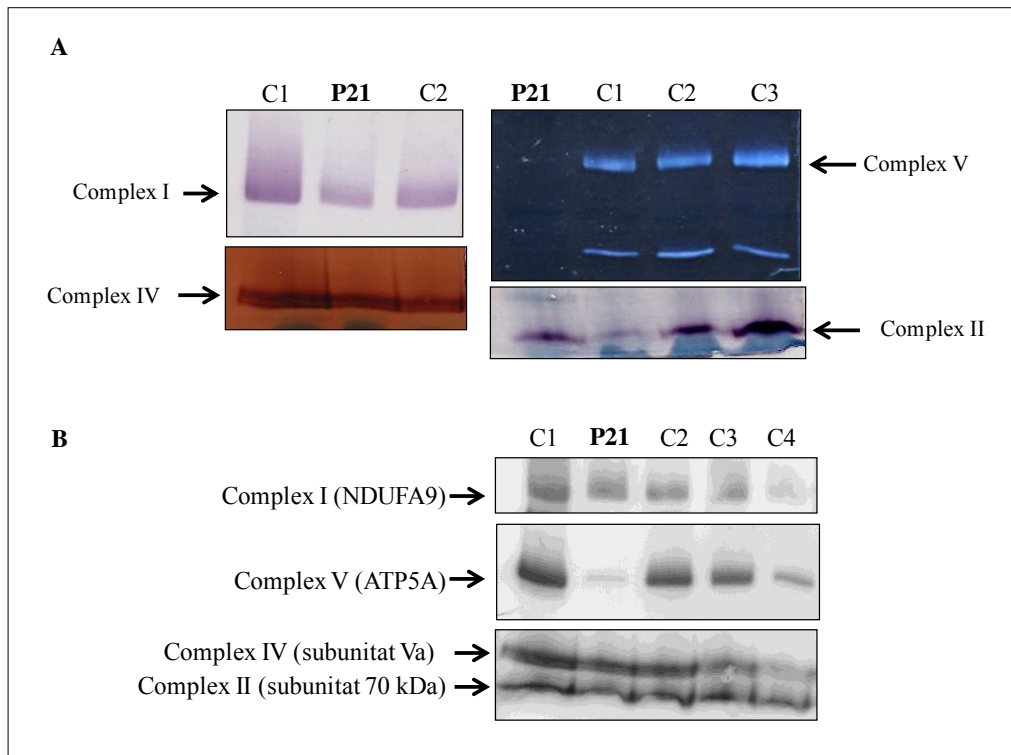 A
C1 P21 C2
P21 C1 C2 C3
Complex I
Complex V
Complex IV
Complex II
B
C1 P21 C2 C3 C4
Complex I (NDUFA9)
Complex V (ATP5A)
Complex IV (subunitat Va)
Complex II (subunitat 70 kDa)